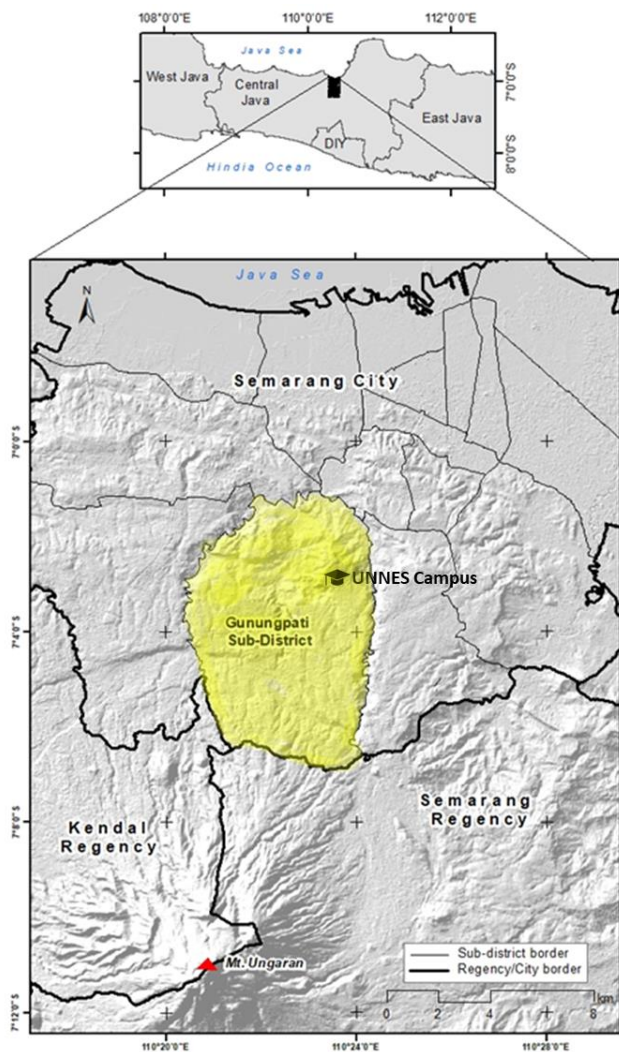 108°0'0"E 110°0'0"E 112°0'0"E
Java Sea
West Java
Central
Java
East Java
DIY
Hindia Ocean
7°0'0"S
8°0'0"S
Java Sea
N
Semarang City
UNNES Campus
Gunungpati
Sub-District
Kendal
Regency
Semarang
Regency
Mt. Ungaran
Sub-district border
Regency/City border
km
0 2 4 8
7°0'0"S
7°4'0"S
7°8'0"S
7°12'0"S
110°20'0"E 110°24'0"E 110°28'0"E